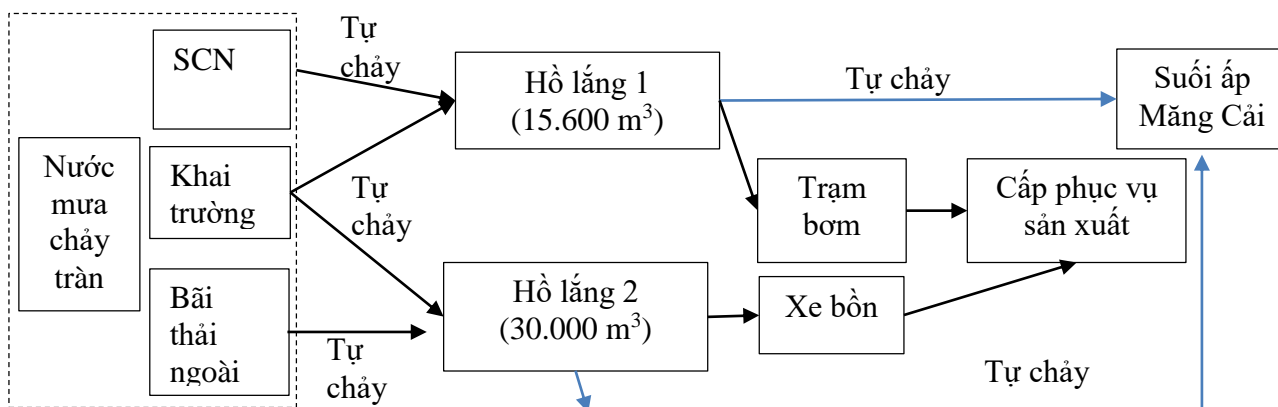 Nước
mưa
chảy
tràn
SCN
Khai
trường
Bãi
thải
ngoài
Tự
chảy
Tự
chảy
Tự
chảy
Hồ lắng 1
(15.600 m³)
Hồ lắng 2
(30.000 m³)
Tự chảy
Trạm
bơm
Xe bồn
Suối ấp
Măng Cải
Cấp phục vụ
sản xuất
Tự chảy